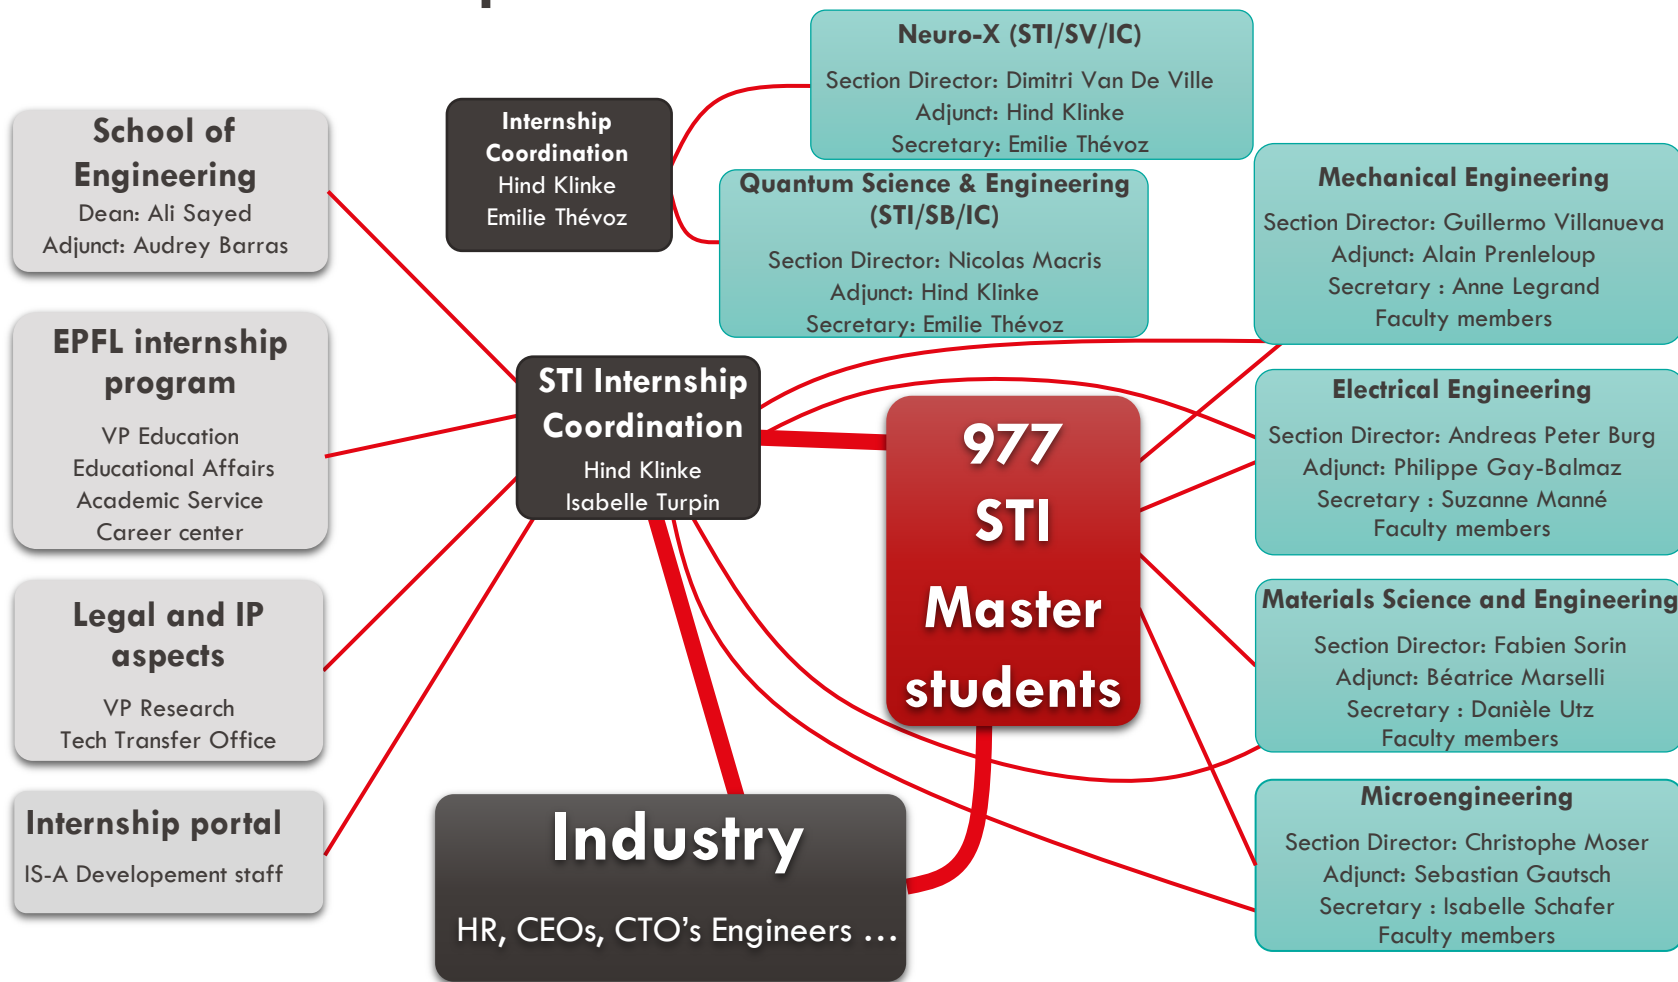 School of
Engineering
Dean: Ali Sayed
Adjunct: Audrey Barras
EPFL internship
program
VP Education
Educational Affairs
Academic Service
Career center
Legal and IP
aspects
VP Research
Tech Transfer Office
Internship portal
IS-A Developement staff
Internship
Coordination
Hind Klinke
Emilie Thévoz
STI Internship
Coordination
Hind Klinke
Isabelle Turpin
Industry
HR, CEOs, CTO’s Engineers …
977
STI
Master
students
Neuro-X (STI/SV/IC)
Section Director: Dimitri Van De Ville
Adjunct: Hind Klinke
Secretary: Emilie Thévoz
Quantum Science & Engineering
(STI/SB/IC)
Section Director: Nicolas Macris
Adjunct: Hind Klinke
Secretary: Emilie Thévoz
Mechanical Engineering
Section Director: Guillermo Villanueva
Adjunct: Alain Prenleloup
Secretary : Anne Legrand
Faculty members
Electrical Engineering
Section Director: Andreas Peter Burg
Adjunct: Philippe Gay-Balmaz
Secretary : Suzanne Manné
Faculty members
Materials Science and Engineering
Section Director: Fabien Sorin
Adjunct: Béatrice Marselli
Secretary : Danièle Utz
Faculty members
Microengineering
Section Director: Christophe Moser
Adjunct: Sebastian Gautsch
Secretary : Isabelle Schafer
Faculty members